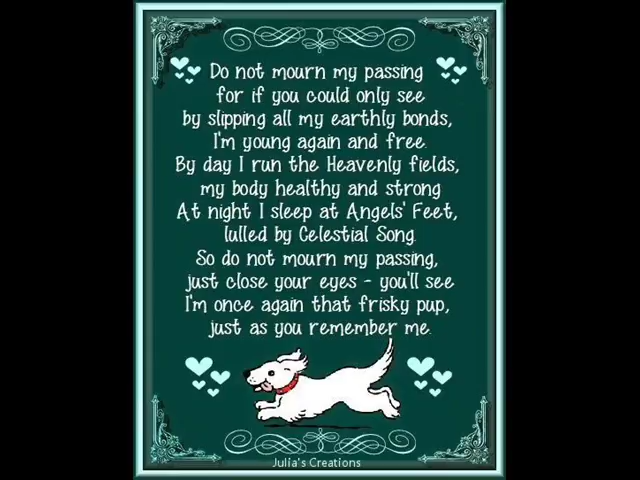 Do not mourn my passing
for if you could only see
by slipping all my earthly bonds,
I'm young again and free.
By day I run the Heavenly fields,
my body healthy and strong
At night I sleep at Angels' Feet,
lulled by Celestial Song.
So do not mourn my passing,
just close your eyes - you'll see
I'm once again that frisky pup,
just as you remember me.
Julia's Creations